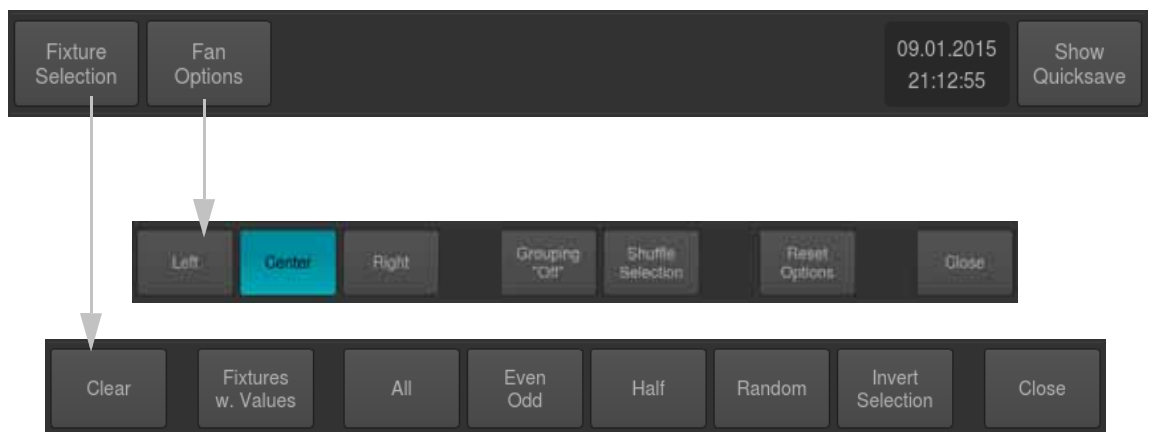 Fixture
Selection
Fan
Options
09.01.2015
21:12:55
Show
Quicksave
Left
Center
Right
Grouping
"Off"
Shuffle
Selection
Reset
Options
Close
Clear
Fixtures
w. Values
All
Even
Odd
Half
Random
Invert
Selection
Close